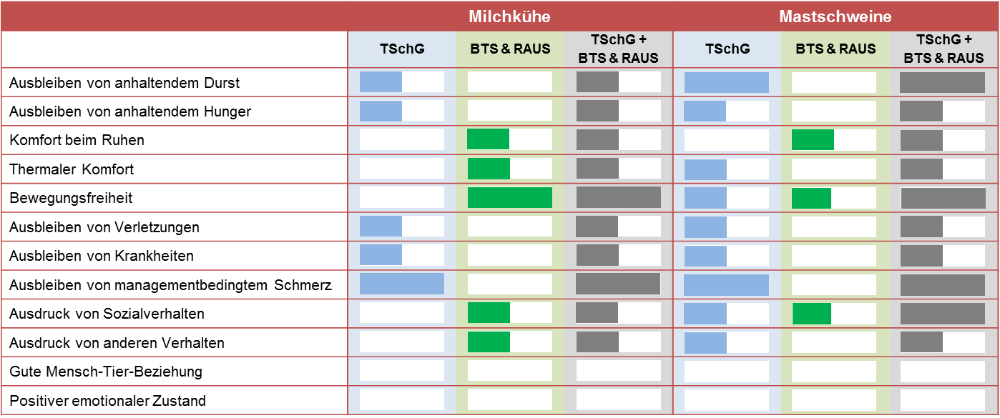 Milchkühe Mastschweine
TSchG BTS & RAUS TSchG +
BTS & RAUS TSchG BTS & RAUS TSchG +
BTS & RAUS
Ausbleiben von anhaltendem Durst
Ausbleiben von anhaltendem Hunger
Komfort beim Ruhen
Thermaler Komfort
Bewegungsfreiheit
Ausbleiben von Verletzungen
Ausbleiben von Krankheiten
Ausbleiben von managementbedingtem Schmerz
Ausdruck von Sozialverhalten
Ausdruck von anderen Verhalten
Gute Mensch-Tier-Beziehung
Positiver emotionaler Zustand